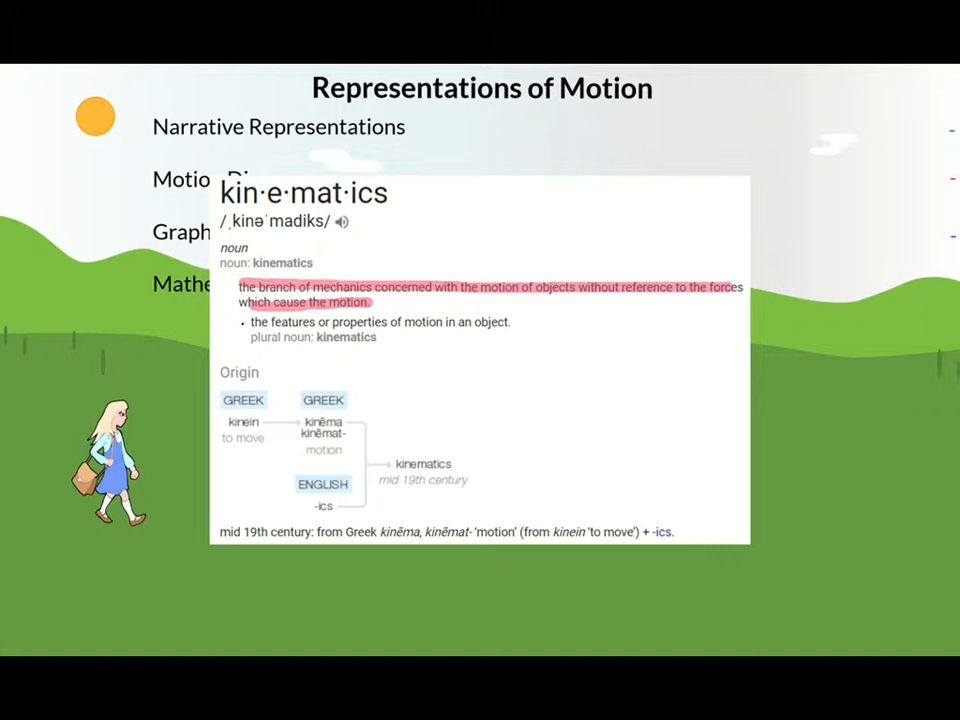 Representations of Motion
Narrative Representations
Motio
kin·e·mat·ics
/ˌkinəˈmadiks/
Graph
noun
noun: kinematics
Mathe
the branch of mechanics concerned with the motion of objects without reference to the forces
which cause the motion.
• the features or properties of motion in an object.
plural noun: kinematics
Origin
GREEK GREEK
kinein kinēma
kinēmat-
to move
motion
kinematics
mid 19th century
ENGLISH
-ics
mid 19th century: from Greek kinēma, kinēmat- ‘motion’ (from kinein ‘to move’) + -ics.